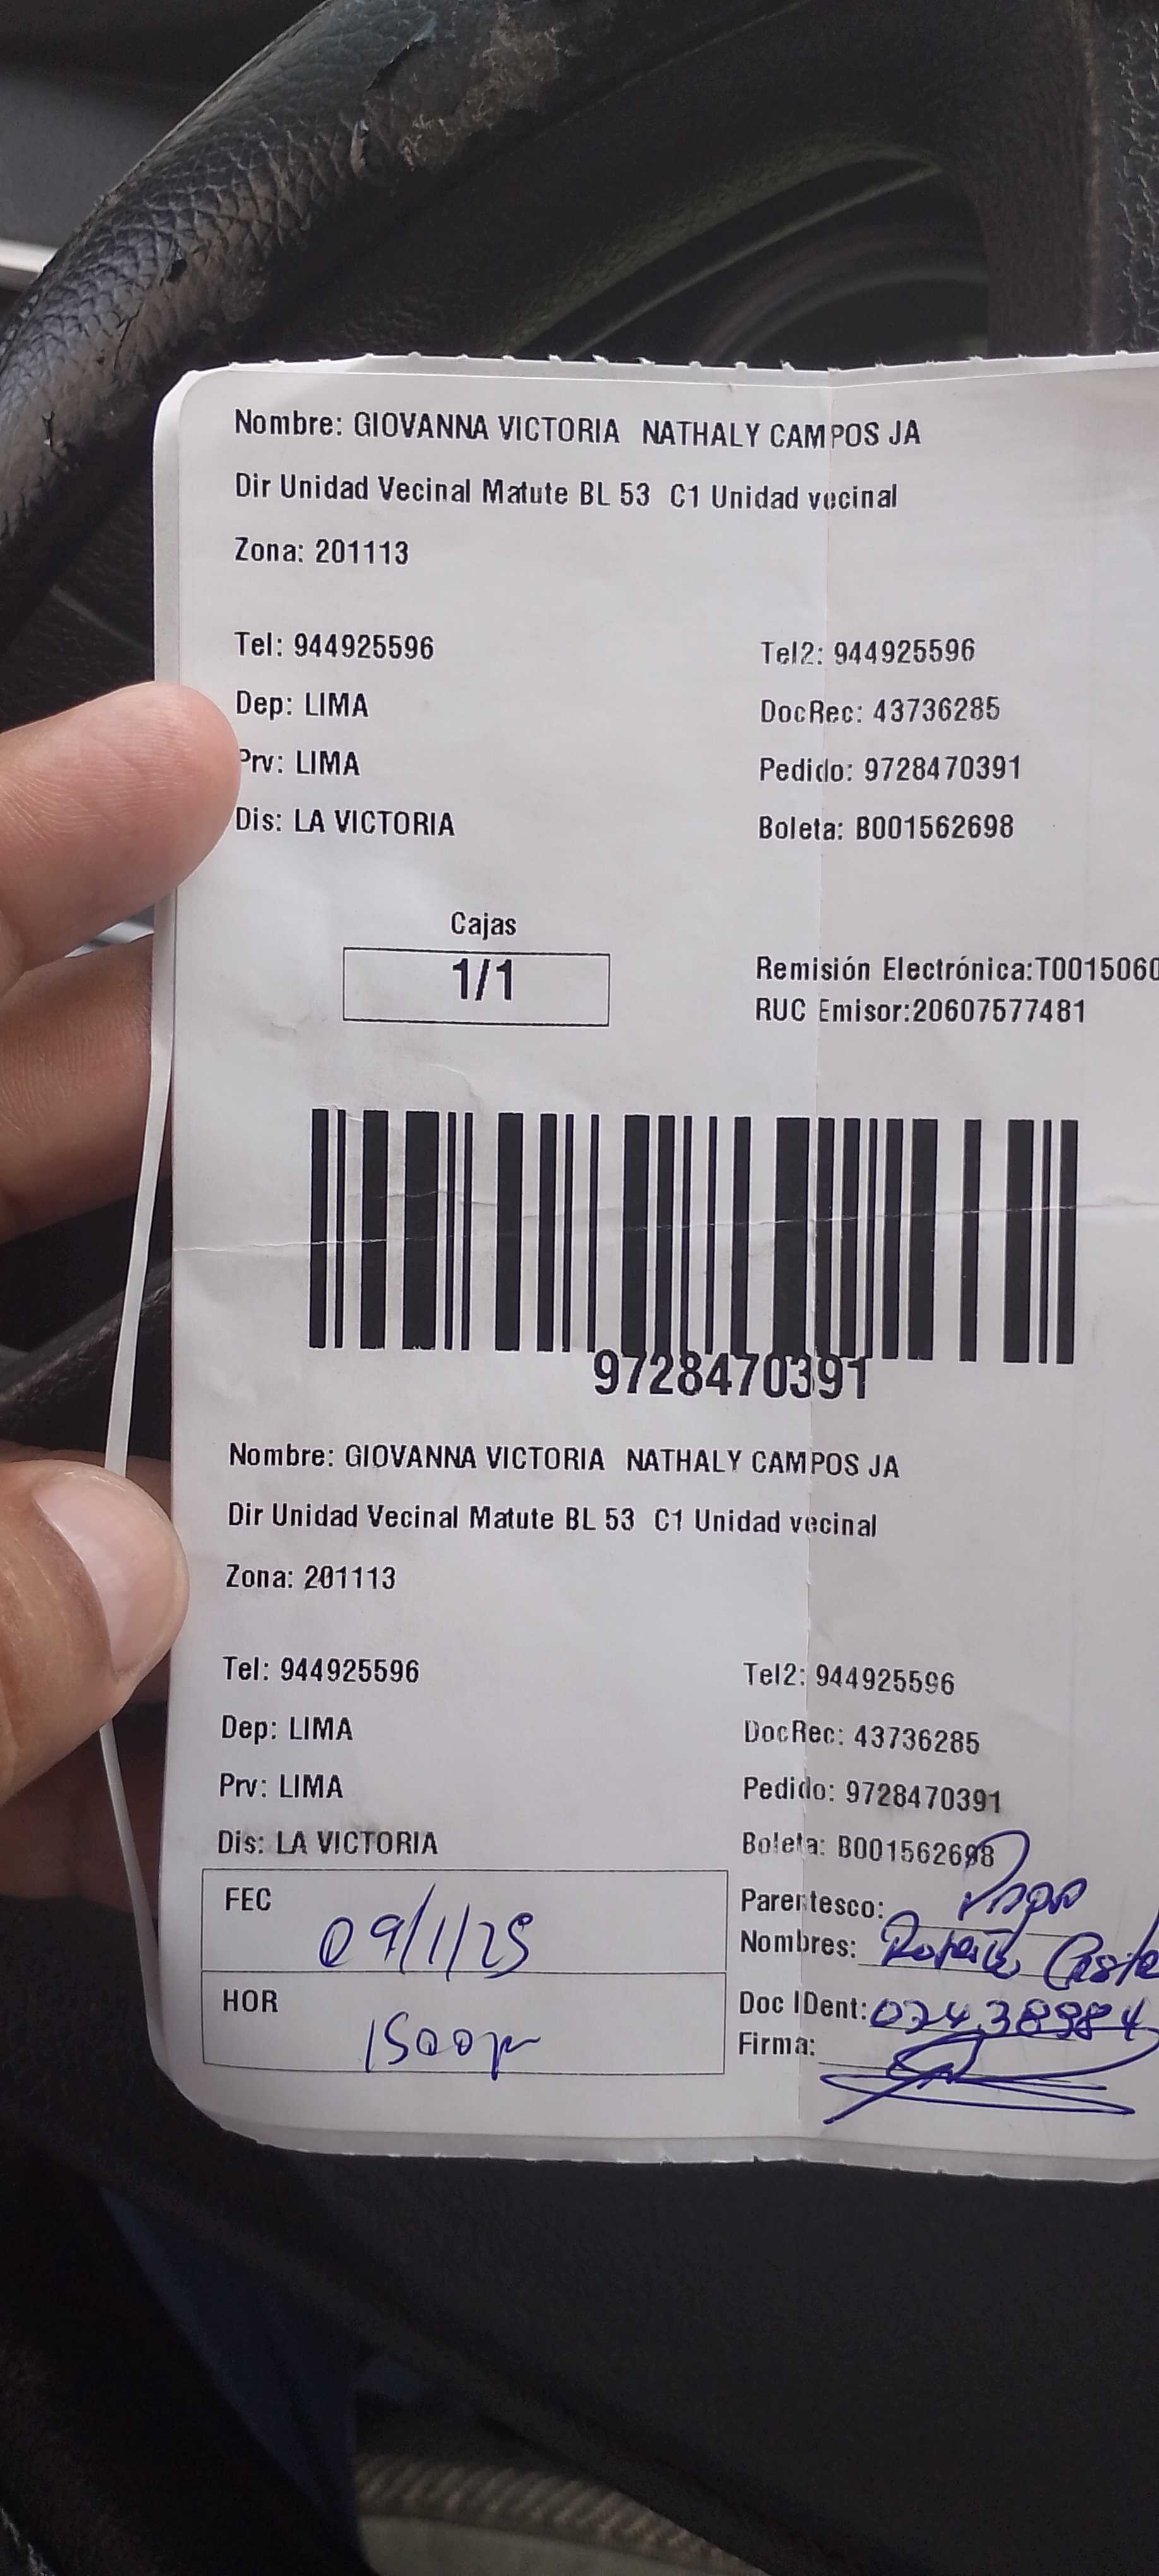 Nombre: GIOVANNA VICTORIA NATHALY CAMPOS JA
Dir Unidad Vecinal Matute BL 53 C1 Unidad vecinal
Zona: 201113
Tel: 944925596 Tel2: 944925596
Dep: LIMA DocRec: 43736285
Prv: LIMA Pedido: 9728470391
Dis: LA VICTORIA Boleta: B001562698
Cajas
1/1
Remisión Electrónica:T0015060
RUC Emisor:20607577481
9728470391
Nombre: GIOVANNA VICTORIA NATHALY CAMPOS JA
Dir Unidad Vecinal Matute BL 53 C1 Unidad vecinal
Zona: 201113
Tel: 944925596 Tel2: 944925596
Dep: LIMA DocRec: 43736285
Prv: LIMA Pedido: 9728470391
Dis: LA VICTORIA Boleta: B001562698
FEC 09/1/25
Parentesco: Papa
Nombres:
HOR 1500p
Doc IDent: 02438984
Firma: